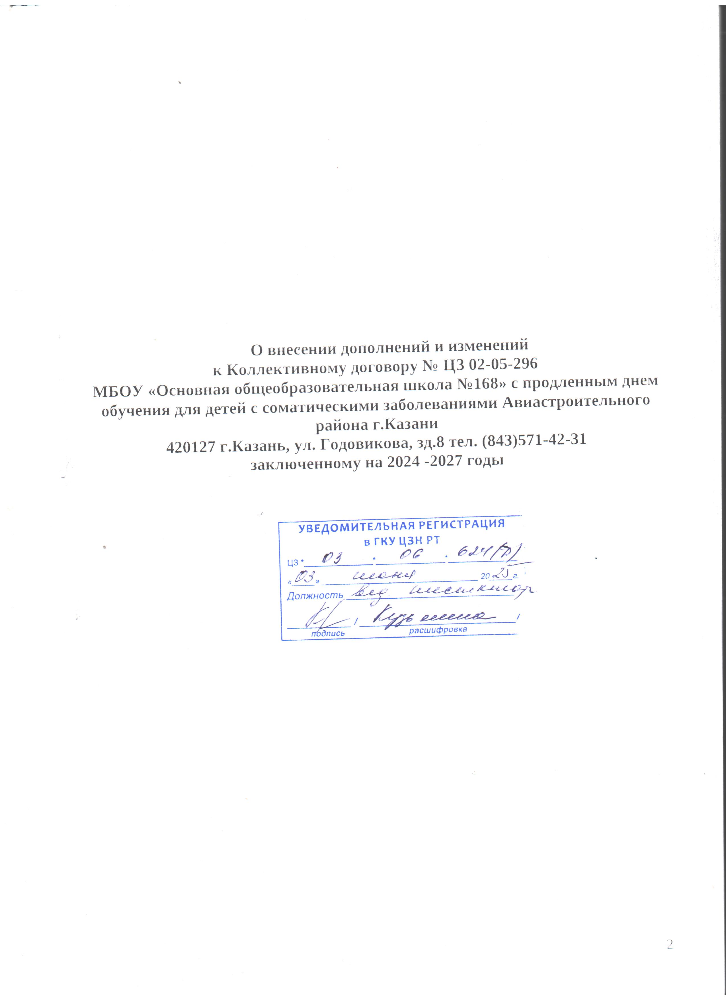 О внесении дополнений и изменений
к Коллективному договору № ЦЗ 02-05-296
МБОУ «Основная общеобразовательная школа №168» с продленным днем
обучения для детей с соматическими заболеваниями Авиастроительного
района г.Казани
420127 г.Казань, ул. Годовикова, зд.8 тел. (843)571-42-31
заключенному на 2024 -2027 годы
УВЕДОМИТЕЛЬНАЯ РЕГИСТРАЦИЯ
в ГКУ ЦЗН РТ
ЦЗ • 03 • 06 • 624
«03» июня 2025 г.
Должность вед. инспектор
/ Кузьмина /
подпись расшифровка
2